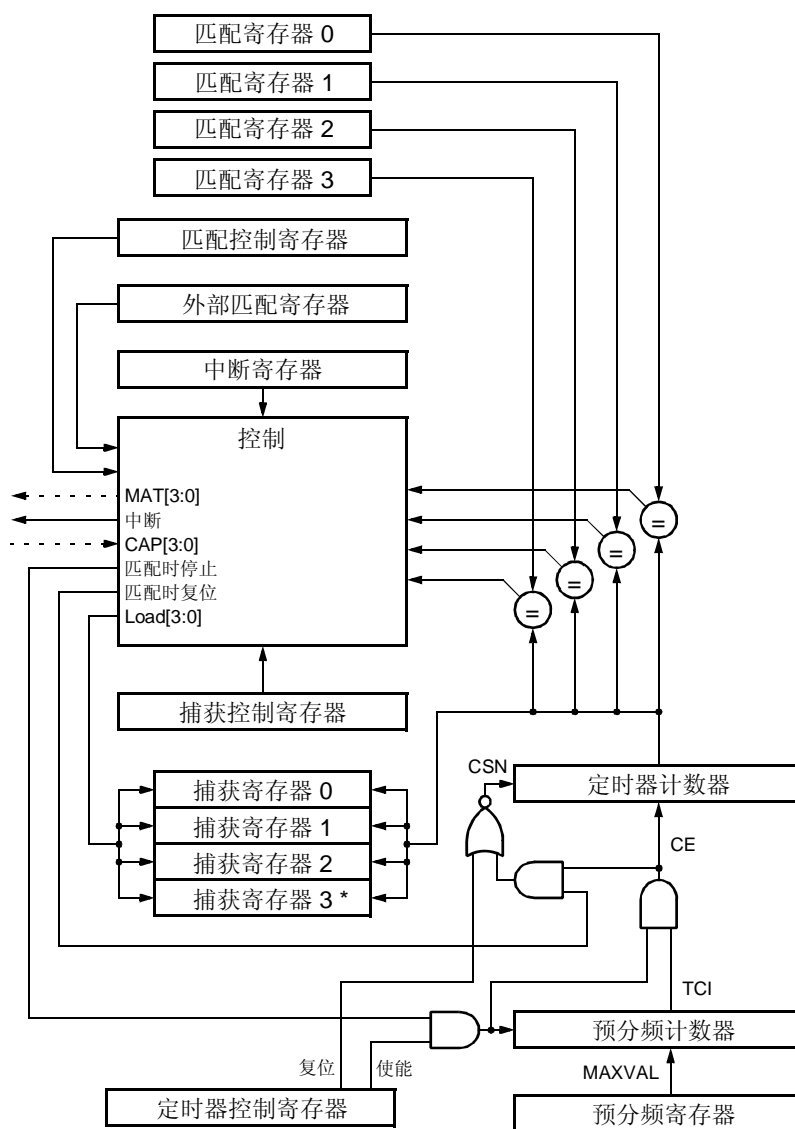 匹配寄存器 0
匹配寄存器 1
匹配寄存器 2
匹配寄存器 3
匹配控制寄存器
外部匹配寄存器
中断寄存器
控制
MAT[3:0]
中断
CAP[3:0]
匹配时停止
匹配时复位
Load[3:0]
=
=
=
=
捕获控制寄存器
捕获寄存器 0
捕获寄存器 1
捕获寄存器 2
捕获寄存器 3 *
CSN
定时器计数器
CE
TCI
预分频计数器
复位
使能
MAXVAL
定时器控制寄存器
预分频寄存器